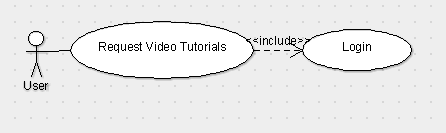 Request Video Tutorials
<<include>>
Login
User